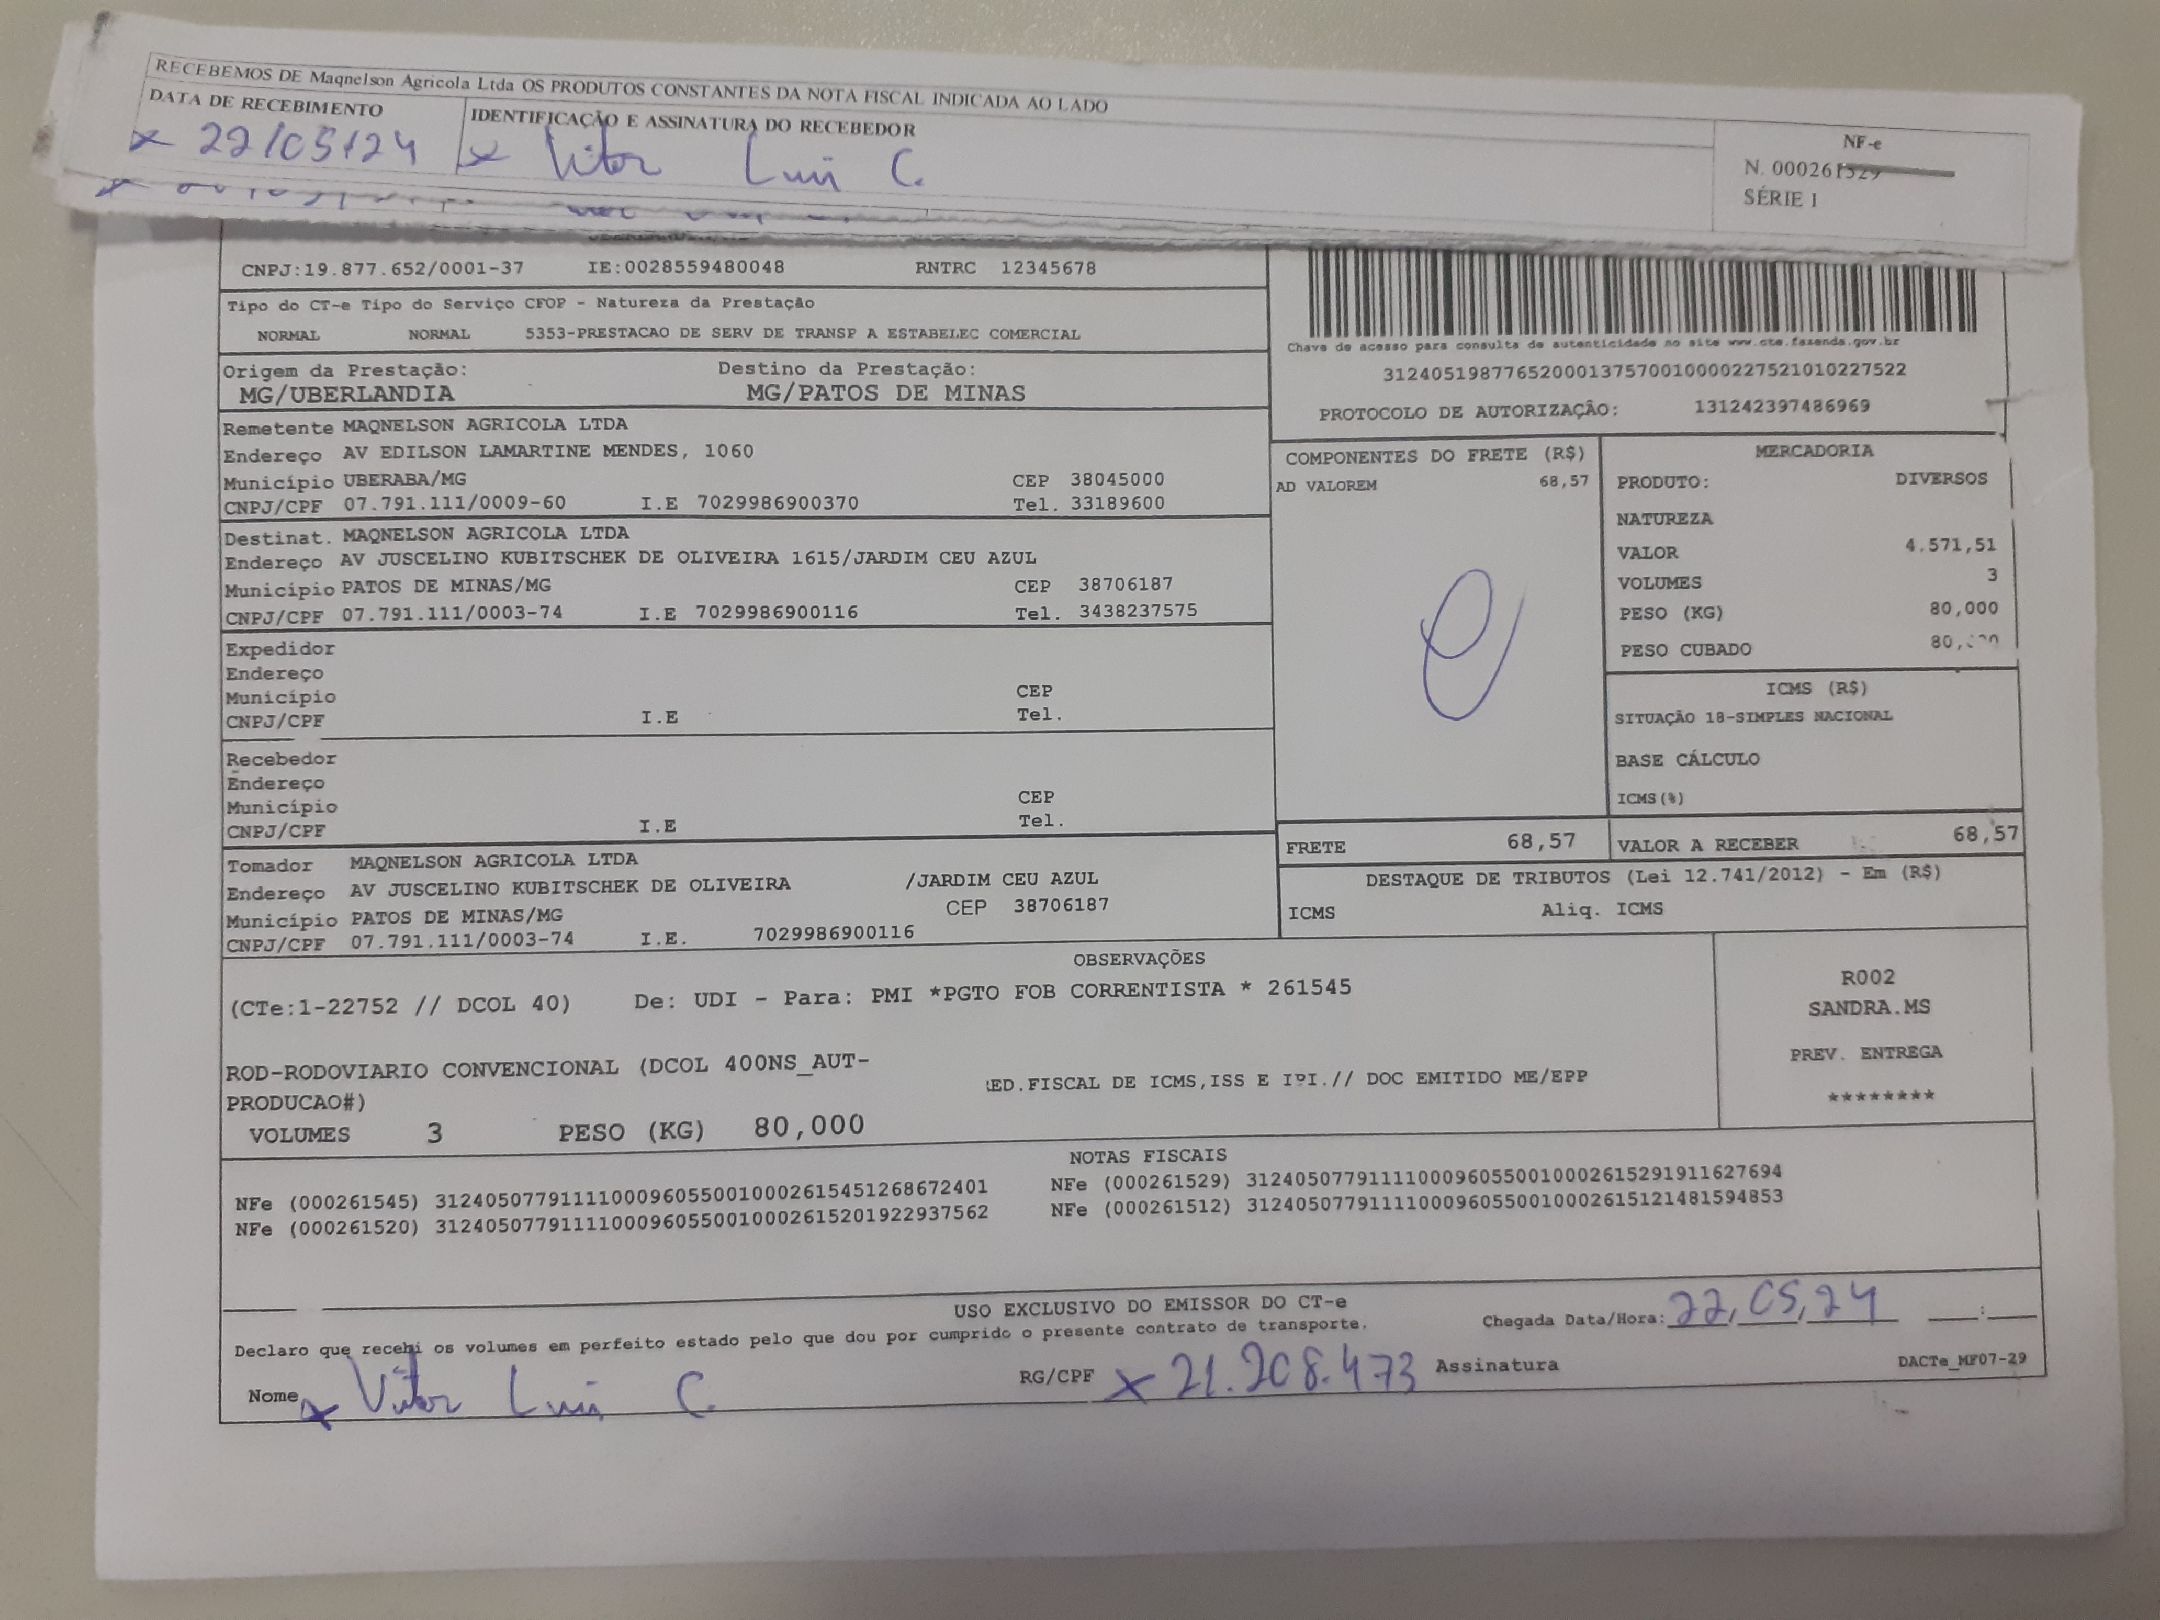 RECEBEMOS DE Maqnelson Agricola Ltda OS PRODUTOS CONSTANTES DA NOTA FISCAL INDICADA AO LADO
DATA DE RECEBIMENTO IDENTIFICAÇÃO E ASSINATURA DO RECEBEDOR
x 22/05/24 x Vitor Luis C.
NF-e
N. 000261529
SÉRIE 1
CNPJ:19.877.652/0001-37 IE:0028559480048 RNTRC 12345678
Tipo do CT-e Tipo do Serviço CFOP - Natureza da Prestação
NORMAL NORMAL 5353-PRESTACAO DE SERV DE TRANSP A ESTABELEC COMERCIAL
Chave de acesso para consulta de autenticidade no site www.cte.fazenda.gov.br
31240519877652000137570010000227521010227522
PROTOCOLO DE AUTORIZAÇÃO: 131242397486969
Origem da Prestação: Destino da Prestação:
MG/UBERLANDIA MG/PATOS DE MINAS
Remetente MAQNELSON AGRICOLA LTDA
Endereço AV EDILSON LAMARTINE MENDES, 1060
Município UBERABA/MG CEP 38045000
CNPJ/CPF 07.791.111/0009-60 I.E 7029986900370 Tel. 33189600
Destinat. MAQNELSON AGRICOLA LTDA
Endereço AV JUSCELINO KUBITSCHEK DE OLIVEIRA 1615/JARDIM CEU AZUL
Município PATOS DE MINAS/MG CEP 38706187
CNPJ/CPF 07.791.111/0003-74 I.E 7029986900116 Tel. 3438237575
Expedidor
Endereço
Município CEP
CNPJ/CPF I.E Tel.
Recebedor
Endereço
Município CEP
CNPJ/CPF I.E Tel.
Tomador MAQNELSON AGRICOLA LTDA
Endereço AV JUSCELINO KUBITSCHEK DE OLIVEIRA /JARDIM CEU AZUL
Município PATOS DE MINAS/MG CEP 38706187
CNPJ/CPF 07.791.111/0003-74 I.E. 7029986900116
COMPONENTES DO FRETE (R$)
AD VALOREM 68,57
MERCADORIA
PRODUTO: DIVERSOS
NATUREZA
VALOR 4.571,51
VOLUMES 3
PESO (KG) 80,000
PESO CUBADO
ICMS (R$)
SITUAÇÃO 18-SIMPLES NACIONAL
BASE CÁLCULO
ICMS(%)
FRETE 68,57 VALOR A RECEBER 68,57
DESTAQUE DE TRIBUTOS (Lei 12.741/2012) - Em (R$)
ICMS Aliq. ICMS
OBSERVAÇÕES
(CTe:1-22752 // DCOL 40) De: UDI - Para: PMI *PGTO FOB CORRENTISTA * 261545
ROD-RODOVIARIO CONVENCIONAL (DCOL 400NS_AUT-
PRODUCAO#)
ED.FISCAL DE ICMS,ISS E IPI.// DOC EMITIDO ME/EPP
VOLUMES 3 PESO (KG) 80,000
R002
SANDRA.MS
PREV. ENTREGA
********
NOTAS FISCAIS
NFe (000261545) 31240507791111000960550010002615451268672401 NFe (000261529) 31240507791111000960550010002615291911627694
NFe (000261520) 31240507791111000960550010002615201922937562 NFe (000261512) 31240507791111000960550010002615121481594853
USO EXCLUSIVO DO EMISSOR DO CT-e
Declaro que recebi os volumes em perfeito estado pelo que dou por cumprido o presente contrato de transporte. Chegada Data/Hora: 22,05,24 :
Nome x Vitor Luis C. RG/CPF x 21.208.473 Assinatura DACTe_MF07-29